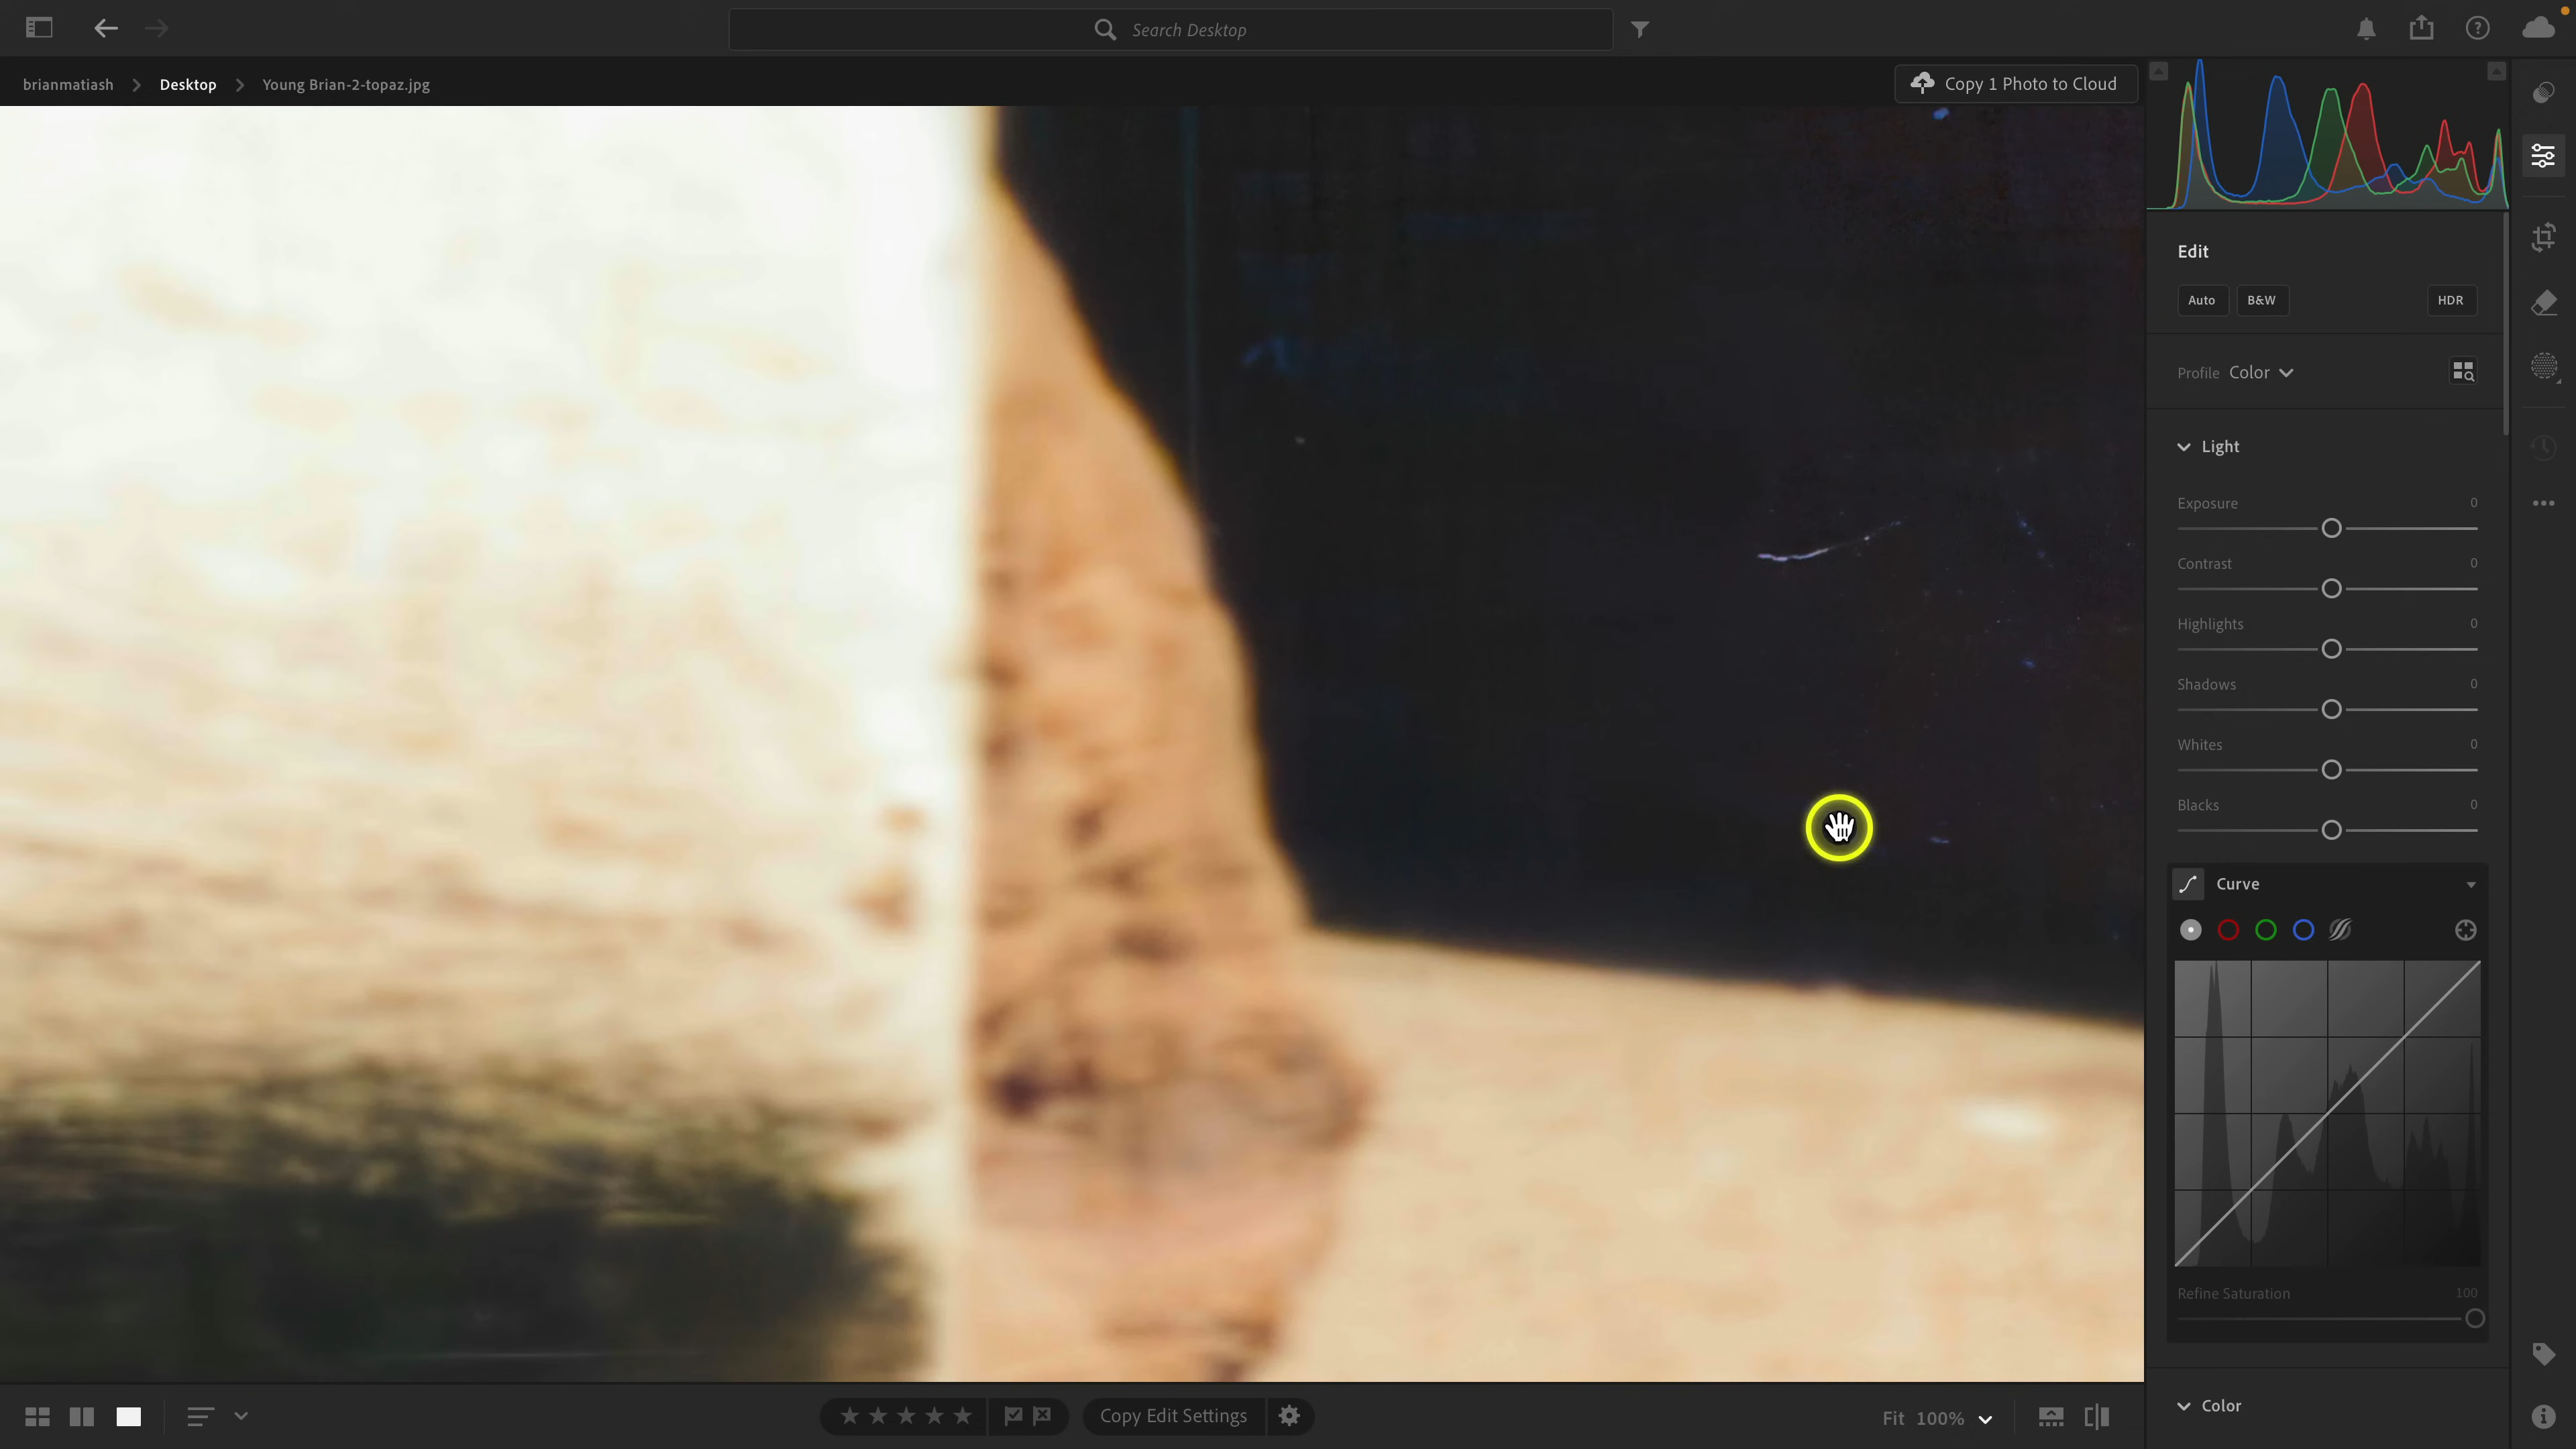 Search Desktop
brianmatiash
Desktop
Young Brian-2-topaz.jpg
Copy 1 Photo to Cloud
Edit
Auto
B&W
HDR
Profile Color
Light
Exposure 0
Contrast 0
Highlights 0
Shadows 0
Whites 0
Blacks 0
Curve
Refine Saturation 100
Color
Copy Edit Settings
Fit 100%